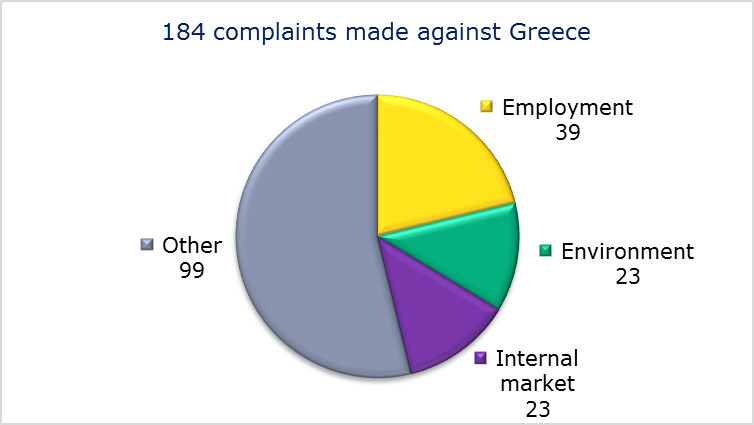 184 complaints made against Greece
Employment
39
Environment
23
Internal
market
23
Other
99